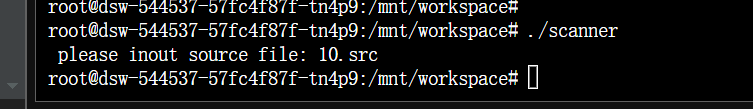 root@dsw-544537-57fc4f87f-tn4p9:/mnt/workspace#
root@dsw-544537-57fc4f87f-tn4p9:/mnt/workspace# ./scanner
please inout source file: 10.src
root@dsw-544537-57fc4f87f-tn4p9:/mnt/workspace#